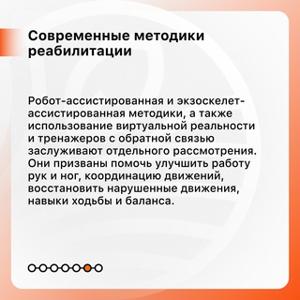 Современные методики
реабилитации
Робот-ассистированная и экзоскелет-
ассистированная методики, а также
использование виртуальной реальности
и тренажеров с обратной связью
заслуживают отдельного рассмотрения.
Они призваны помочь улучшить работу
рук и ног, координацию движений,
восстановить нарушенные движения,
навыки ходьбы и баланса.